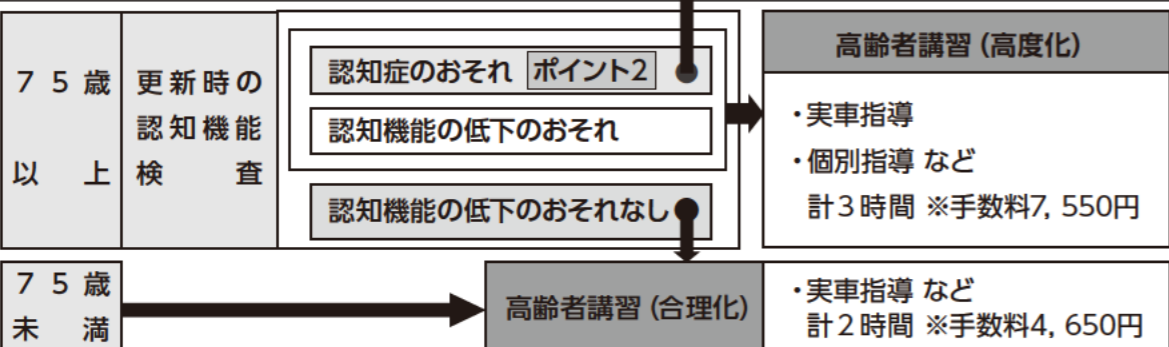 75歳
以上
更新時の
認知機能
検査
認知症のおそれ ポイント2
認知機能の低下のおそれ
認知機能の低下のおそれなし
高齢者講習(高度化)
・実車指導
・個別指導 など
計3時間 ※手数料7,550円
75歳
未満
高齢者講習(合理化)
・実車指導 など
計2時間 ※手数料4,650円